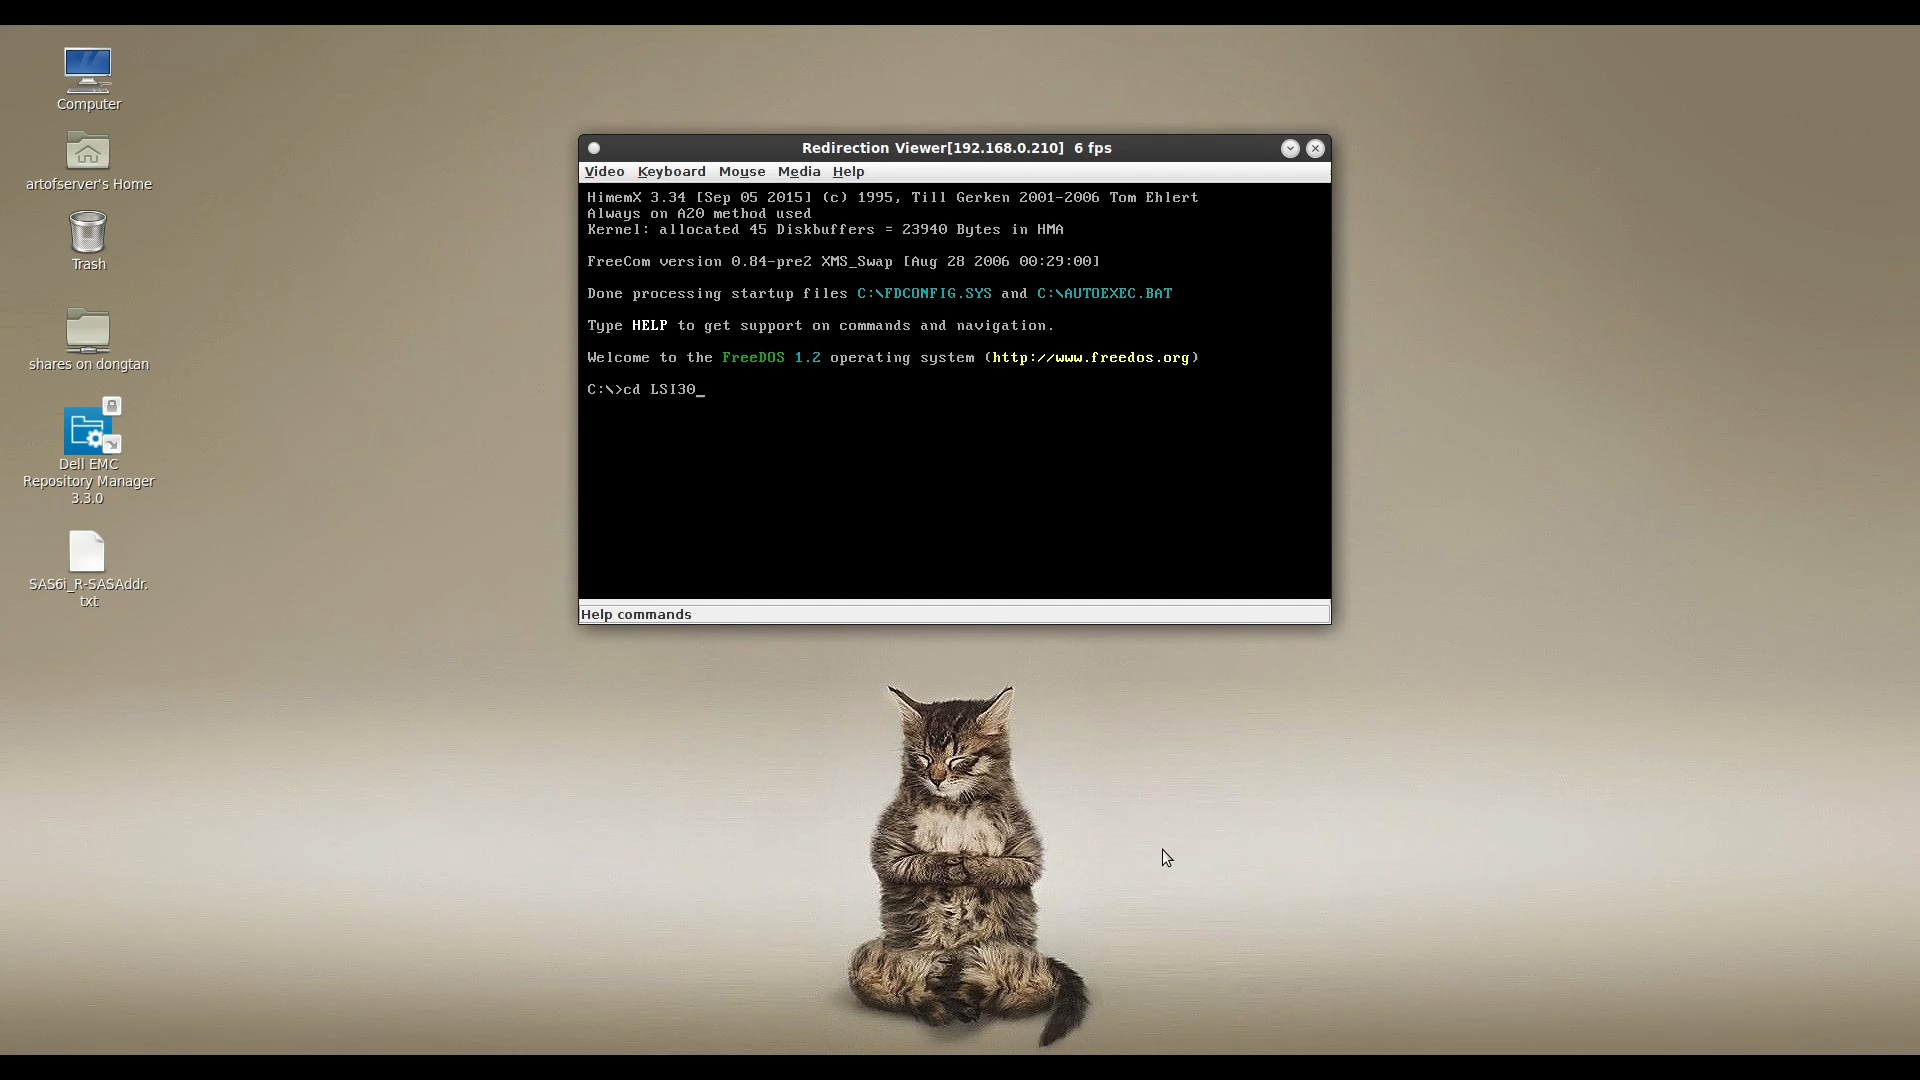 Computer
artofserver's Home
Trash
shares on dongtan
Dell EMC
Repository Manager
3.3.0
SAS6i_R-SASAddr.
txt
Redirection Viewer[192.168.0.210]  6 fps
Video Keyboard Mouse Media Help
HimemX 3.34 [Sep 05 2015] (c) 1995, Till Gerken 2001-2006 Tom Ehlert
Always on A20 method used
Kernel: allocated 45 Diskbuffers = 23940 Bytes in HMA
FreeCom version 0.84-pre2 XMS_Swap [Aug 28 2006 00:29:00]
Done processing startup files C:\FDCONFIG.SYS and C:\AUTOEXEC.BAT
Type HELP to get support on commands and navigation.
Welcome to the FreeDOS 1.2 operating system (http://www.freedos.org)
C:\>cd LSI30_
Help commands